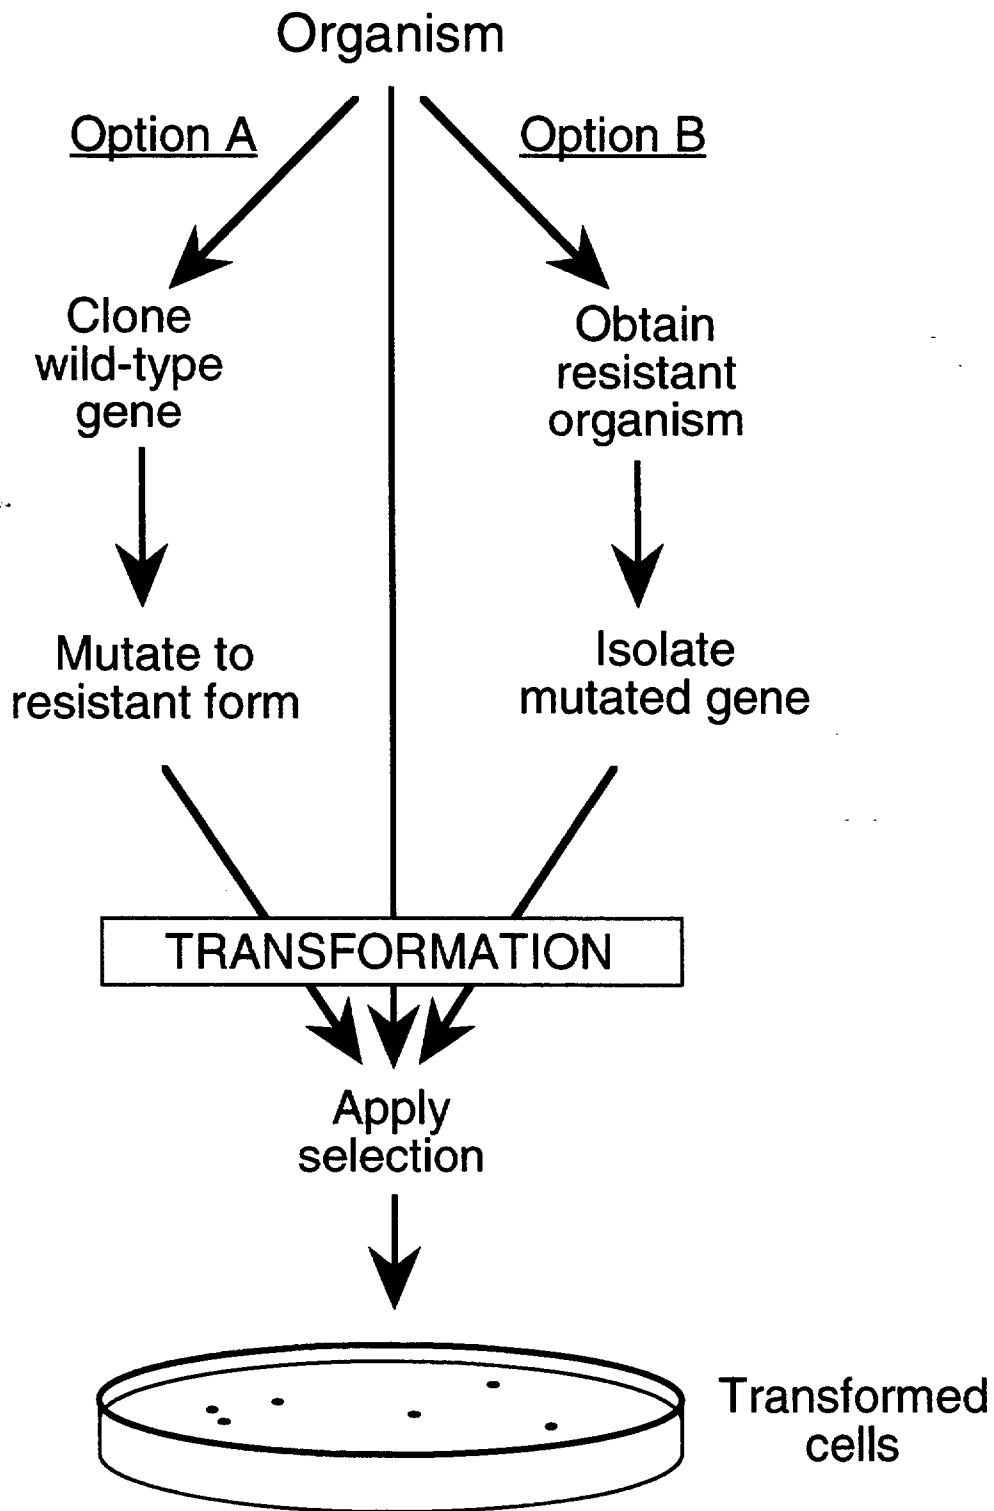 Organism
Option A
Option B
Clone
wild-type
gene
Obtain
resistant
organism
Mutate to
resistant form
Isolate
mutated gene
TRANSFORMATION
Apply
selection
Transformed
cells